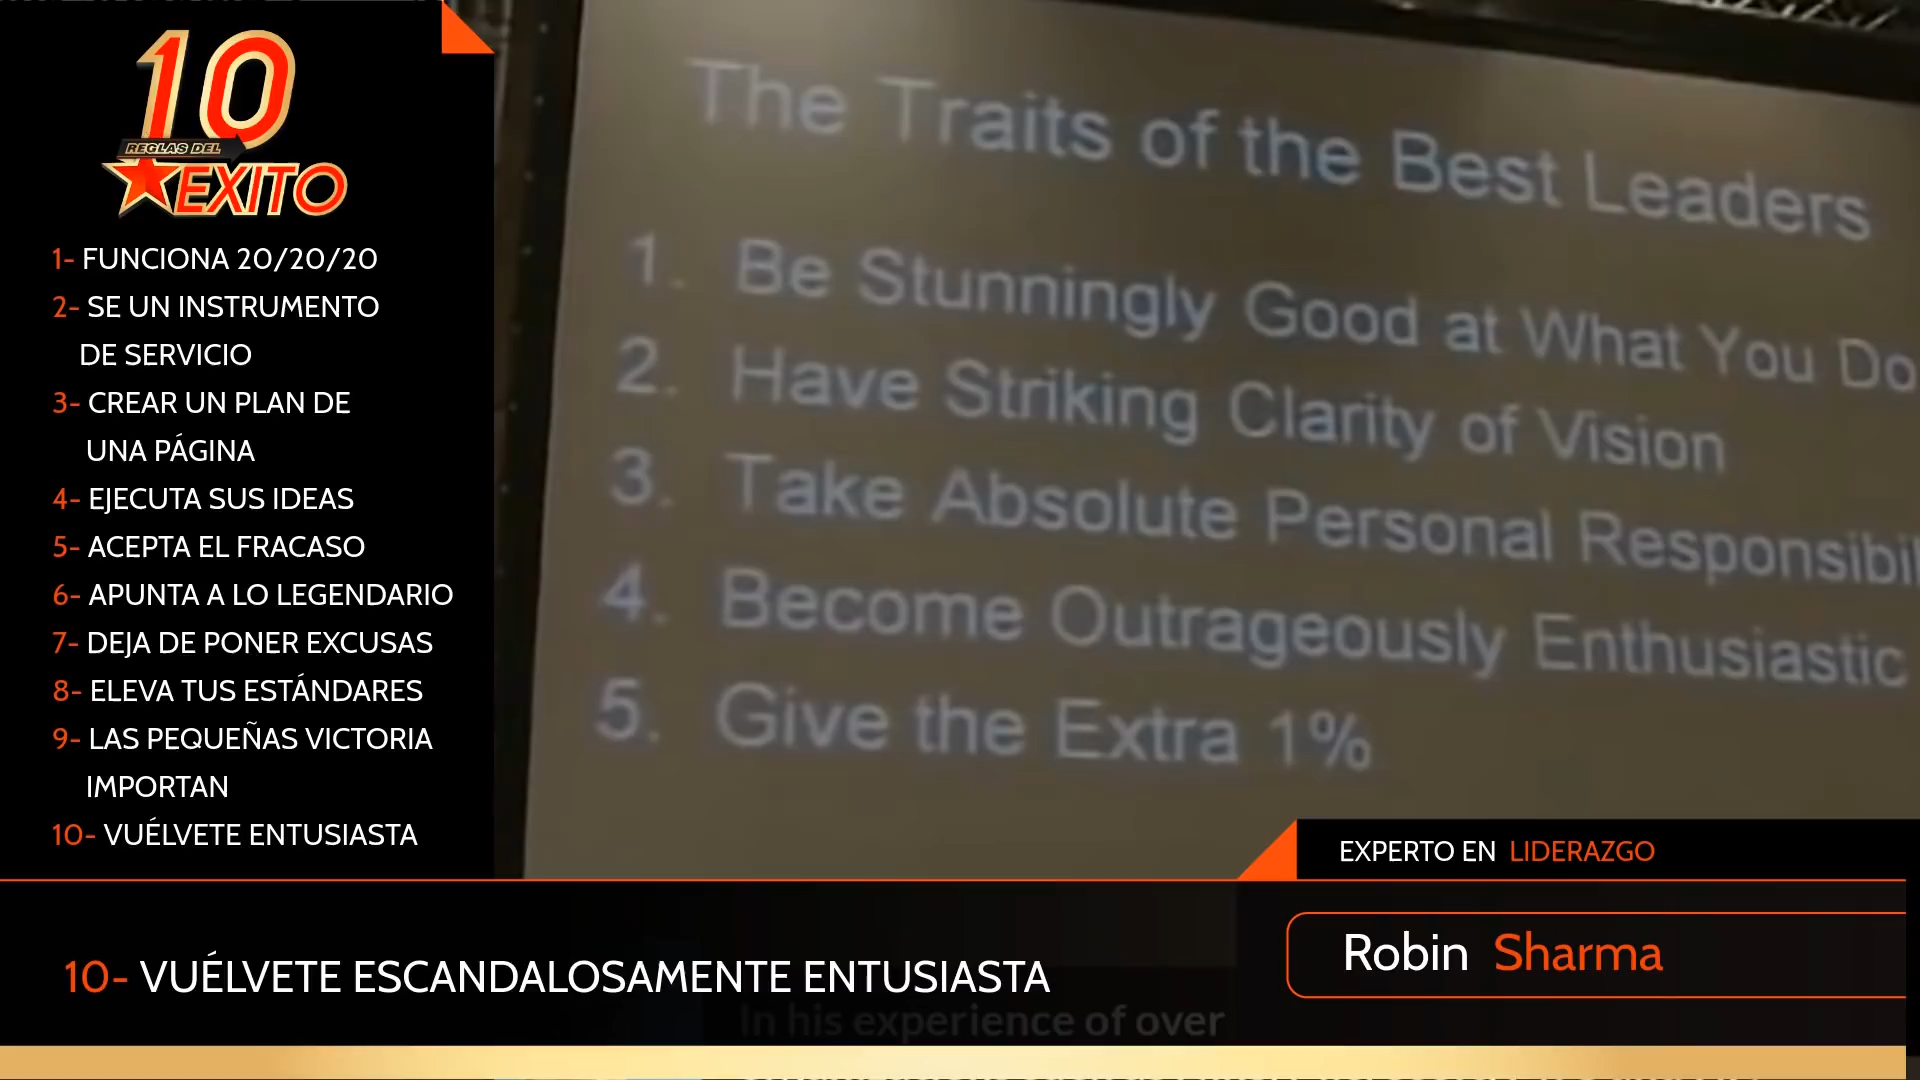 10
REGLAS DEL
EXITO
1- FUNCIONA 20/20/20
2- SE UN INSTRUMENTO
DE SERVICIO
3- CREAR UN PLAN DE
UNA PÁGINA
4- EJECUTA SUS IDEAS
5- ACEPTA EL FRACASO
6- APUNTA A LO LEGENDARIO
7- DEJA DE PONER EXCUSAS
8- ELEVA TUS ESTÁNDARES
9- LAS PEQUEÑAS VICTORIA
IMPORTAN
10- VUÉLVETE ENTUSIASTA
The Traits of the Best Leaders
1. Be Stunningly Good at What You Do
2. Have Striking Clarity of Vision
3. Take Absolute Personal Responsibil
4. Become Outrageously Enthusiastic
5. Give the Extra 1%
EXPERTO EN LIDERAZGO
Robin Sharma
10- VUÉLVETE ESCANDALOSAMENTE ENTUSIASTA
In his experience of over